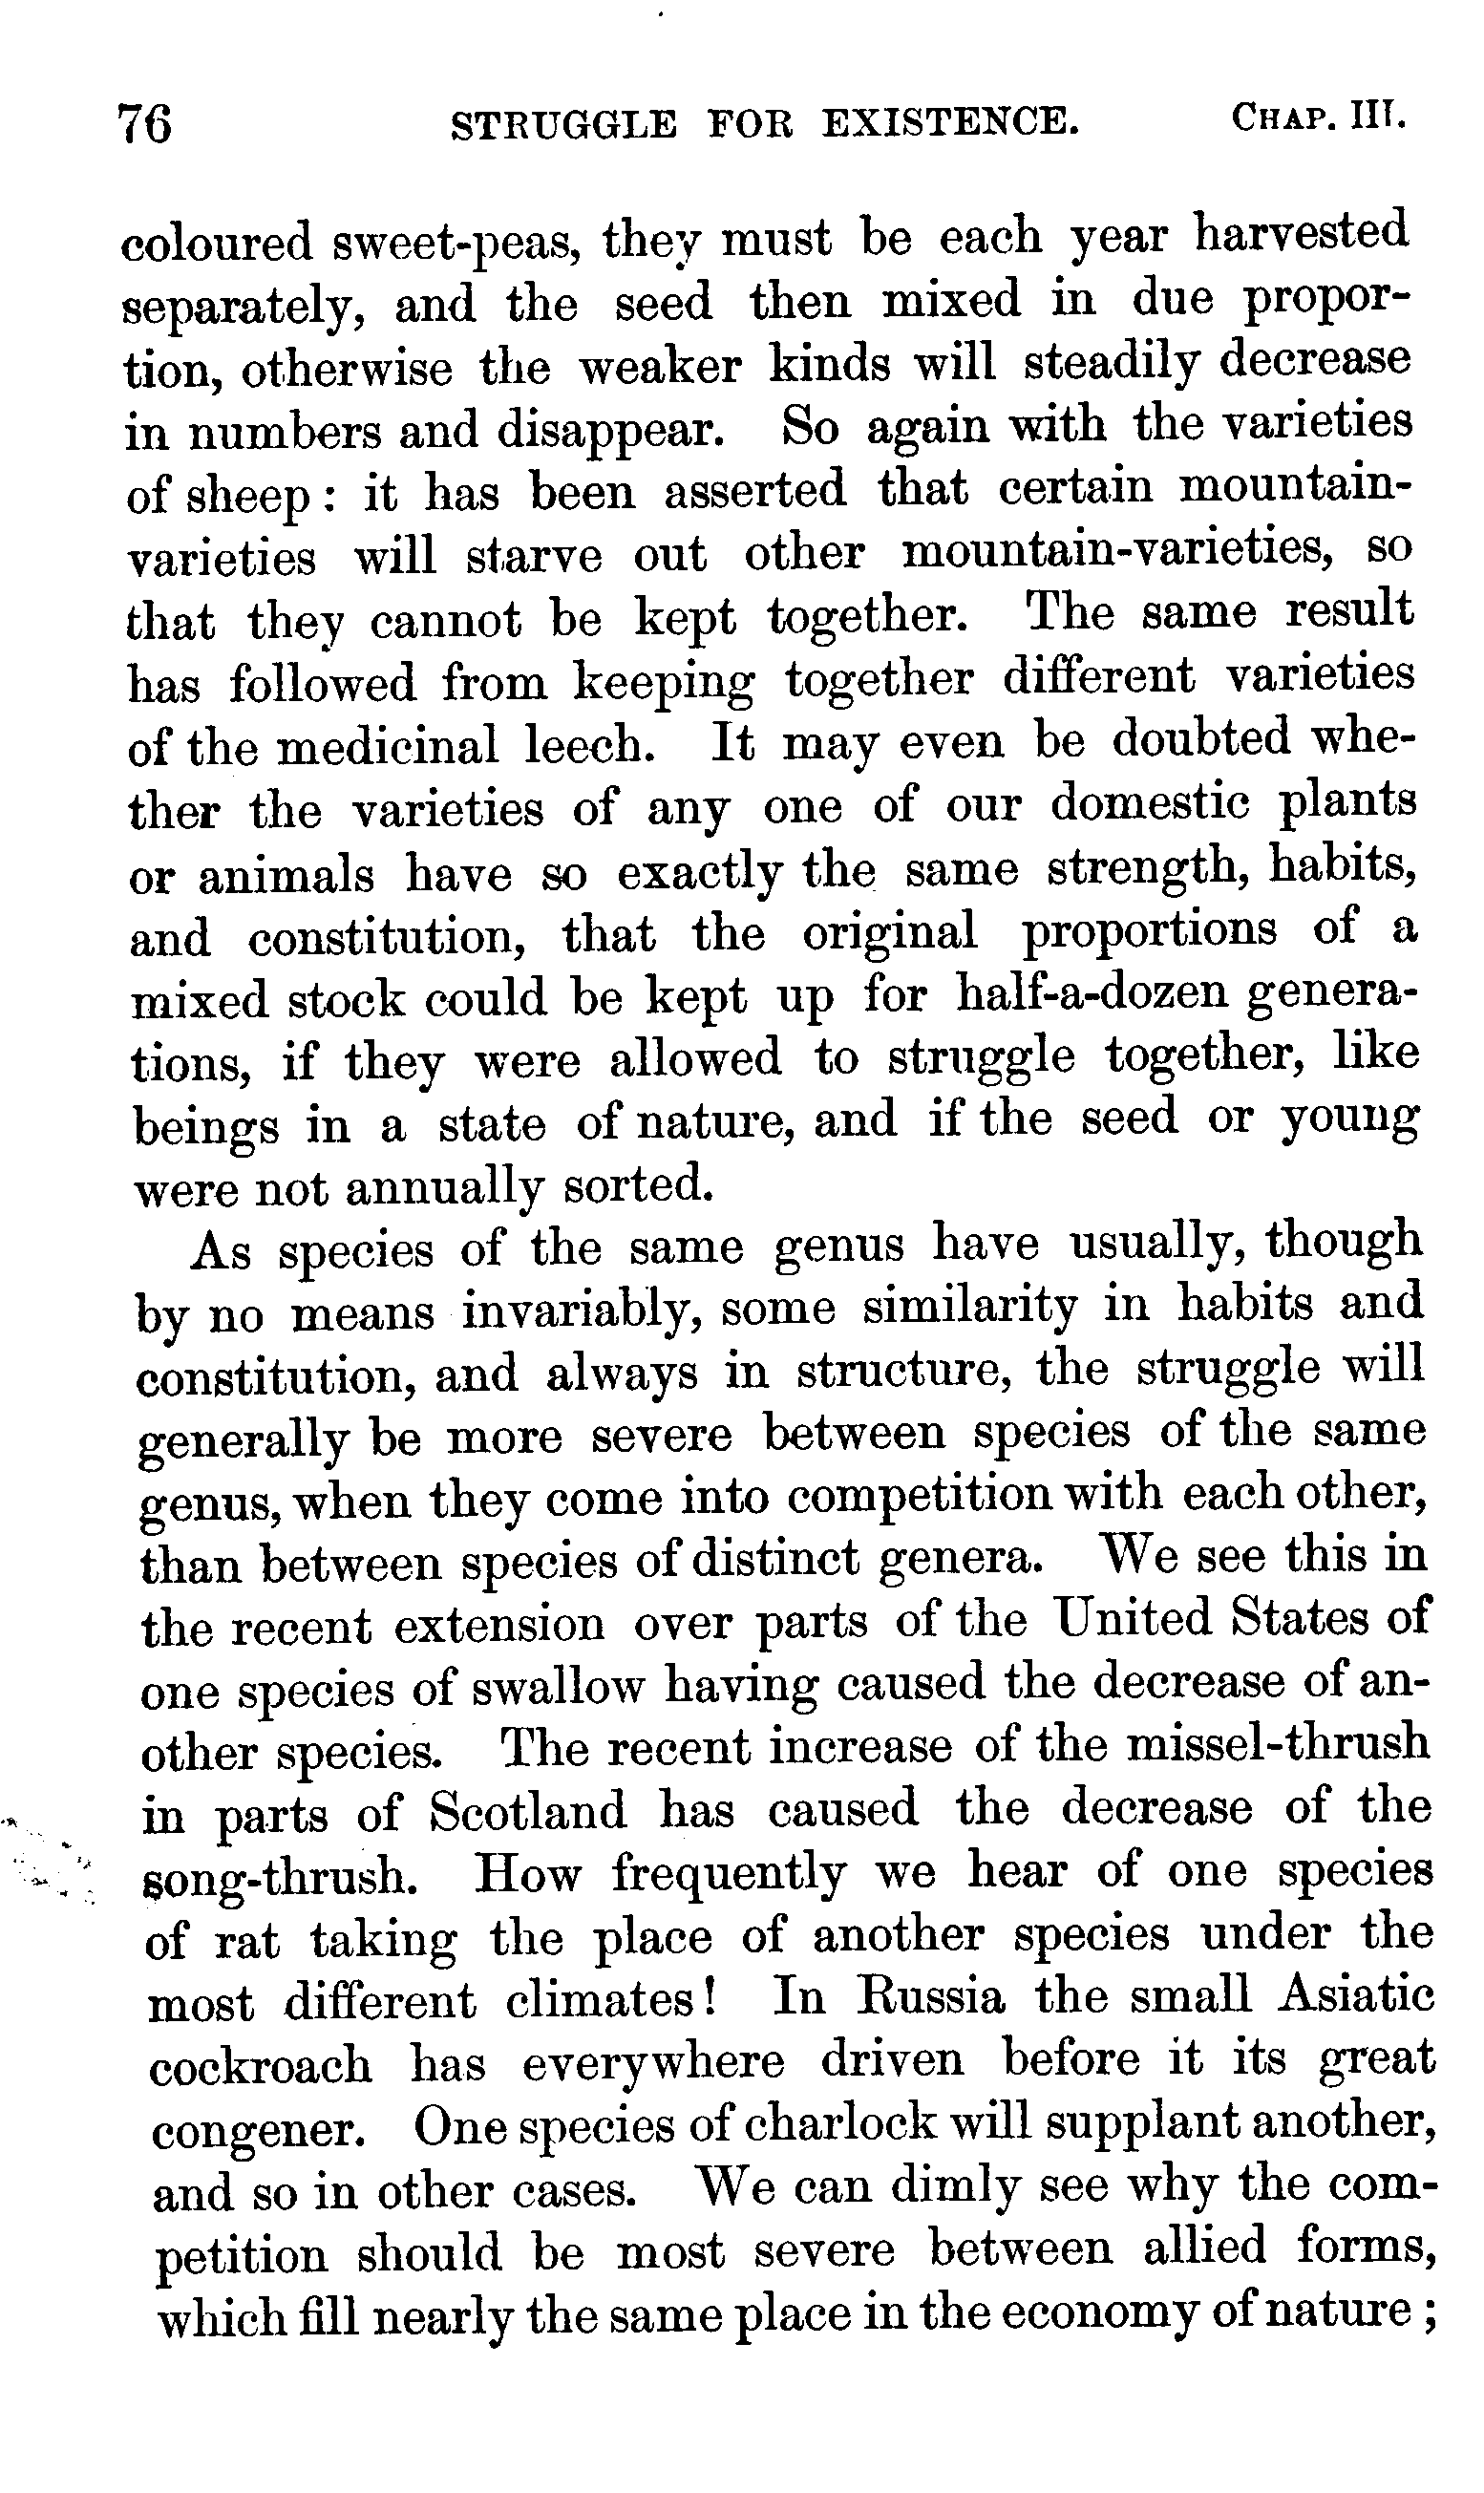 76 STRUGGLE FOR EXISTENCE. CHAP. III.
coloured sweet-peas, they must be each year harvested
separately, and the seed then mixed in due propor-
tion, otherwise the weaker kinds will steadily decrease
in numbers and disappear. So again with the varieties
of sheep: it has been asserted that certain mountain-
varieties will starve out other mountain-varieties, so
that they cannot be kept together. The same result
has followed from keeping together different varieties
of the medicinal leech. It may even be doubted whe-
ther the varieties of any one of our domestic plants
or animals have so exactly the same strength, habits,
and constitution, that the original proportions of a
mixed stock could be kept up for half-a-dozen genera-
tions, if they were allowed to struggle together, like
beings in a state of nature, and if the seed or young
were not annually sorted.
As species of the same genus have usually, though
by no means invariably, some similarity in habits and
constitution, and always in structure, the struggle will
generally be more severe between species of the same
genus, when they come into competition with each other,
than between species of distinct genera. We see this in
the recent extension over parts of the United States of
one species of swallow having caused the decrease of an-
other species. The recent increase of the missel-thrush
in parts of Scotland has caused the decrease of the
song-thrush. How frequently we hear of one species
of rat taking the place of another species under the
most different climates! In Russia the small Asiatic
cockroach has everywhere driven before it its great
congener. One species of charlock will supplant another,
and so in other cases. We can dimly see why the com-
petition should be most severe between allied forms,
which fill nearly the same place in the economy of nature;